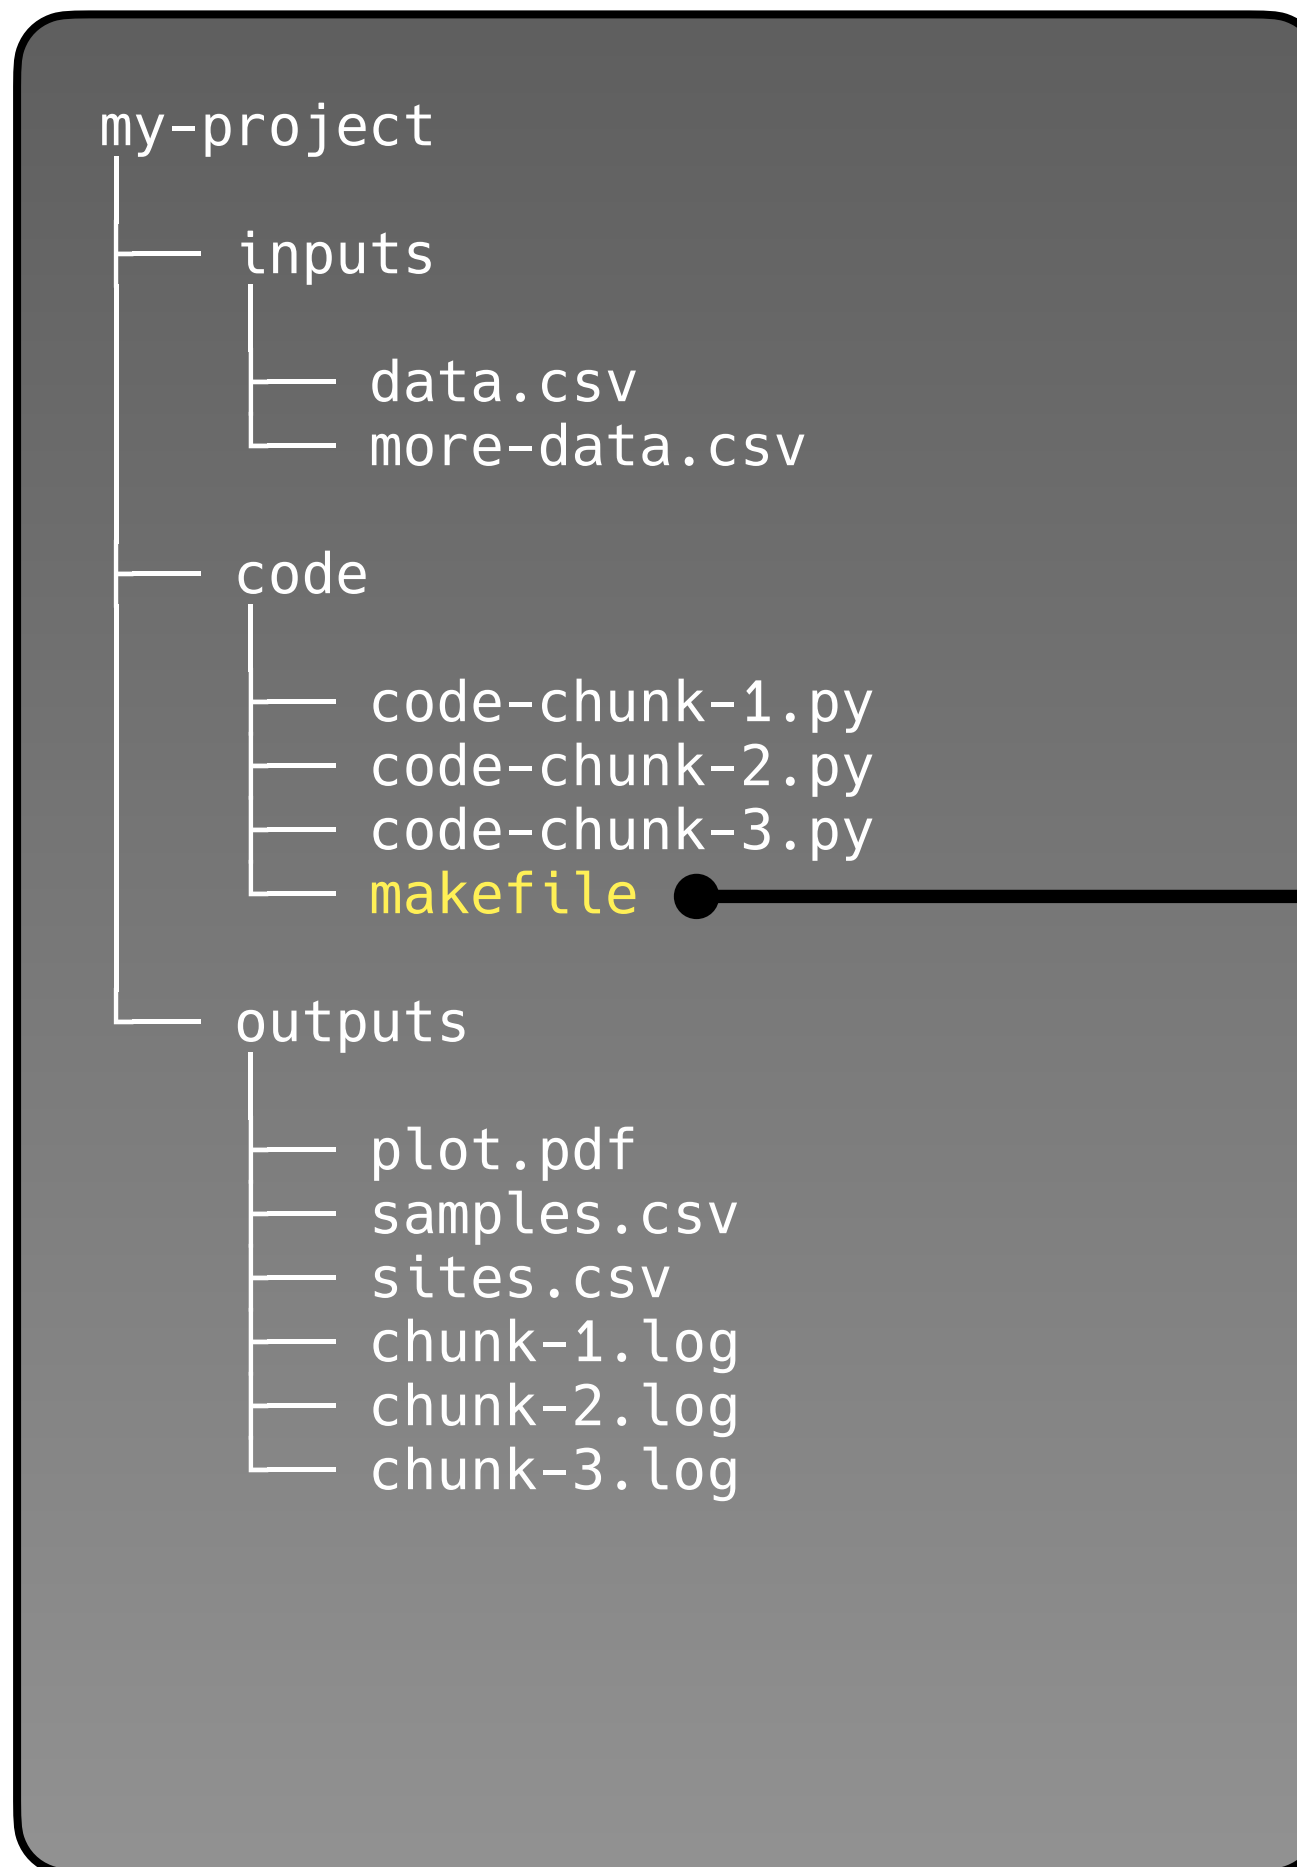 my-project
inputs
data.csv
more-data.csv
code
code-chunk-1.py
code-chunk-2.py
code-chunk-3.py
makefile
outputs
plot.pdf
samples.csv
sites.csv
chunk-1.log
chunk-2.log
chunk-3.log